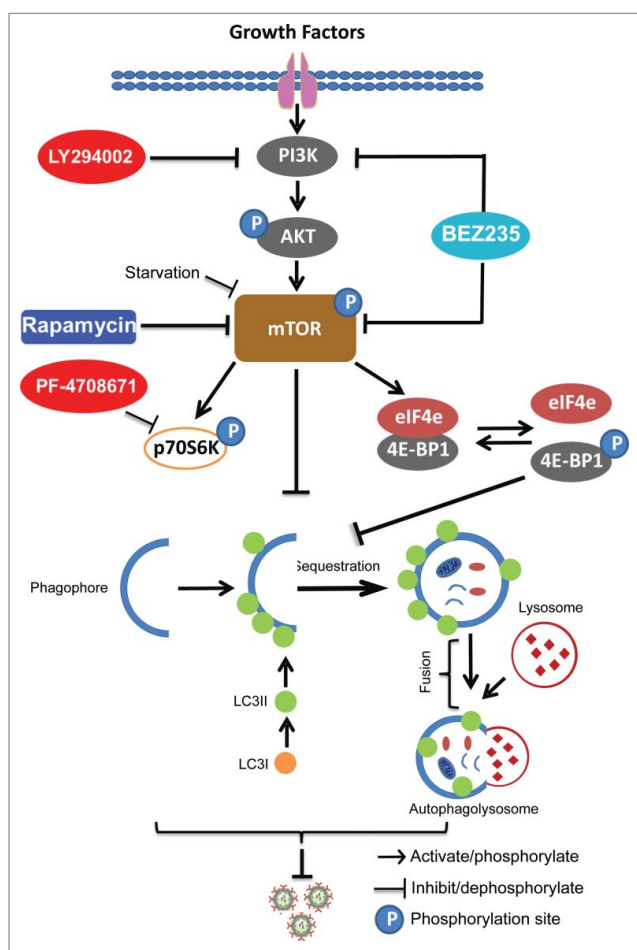 Growth Factors
LY294002
PI3K
P
AKT
BEZ235
Starvation
P
Rapamycin
mTOR
PF-4708671
p70S6K
P
eIF4e
4E-BP1
eIF4e
4E-BP1
P
Phagophore
Sequestration
Lysosome
Fusion
LC3II
LC3I
Autophagolysosome
Activate/phosphorylate
Inhibit/dephosphorylate
P Phosphorylation site